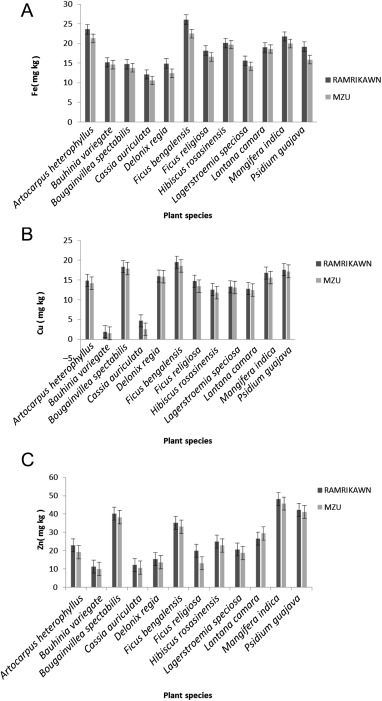 A
Fe( mg kg )
30
25
20
15
10
5
0
RAMRIKAWN
MZU
Artocarpus heterophyllus
Bauhinia variegate
Bougainvillea spectabilis
Cassia auriculata
Delonix regia
Ficus bengalensis
Ficus religiosa
Hibiscus rosasinensis
Lagerstroemia speciosa
Lantana camara
Mangifera indica
Psidium guajava
Plant species
B
Cu ( mg kg )
25
20
15
10
5
0
−5
RAMRIKAWN
MZU
Artocarpus heterophyllus
Bauhinia variegate
Bougainvillea spectabilis
Cassia auriculata
Delonix regia
Ficus bengalensis
Ficus religiosa
Hibiscus rosasinensis
Lagerstroemia speciosa
Lantana camara
Mangifera indica
Psidium guajava
Plant species
C
Zn( mg kg )
60
50
40
30
20
10
0
RAMRIKAWN
MZU
Artocarpus heterophyllus
Bauhinia variegate
Bougainvillea spectabilis
Cassia auriculata
Delonix regia
Ficus bengalensis
Ficus religiosa
Hibiscus rosasinensis
Lagerstroemia speciosa
Lantana camara
Mangifera indica
Psidium guajava
Plant species